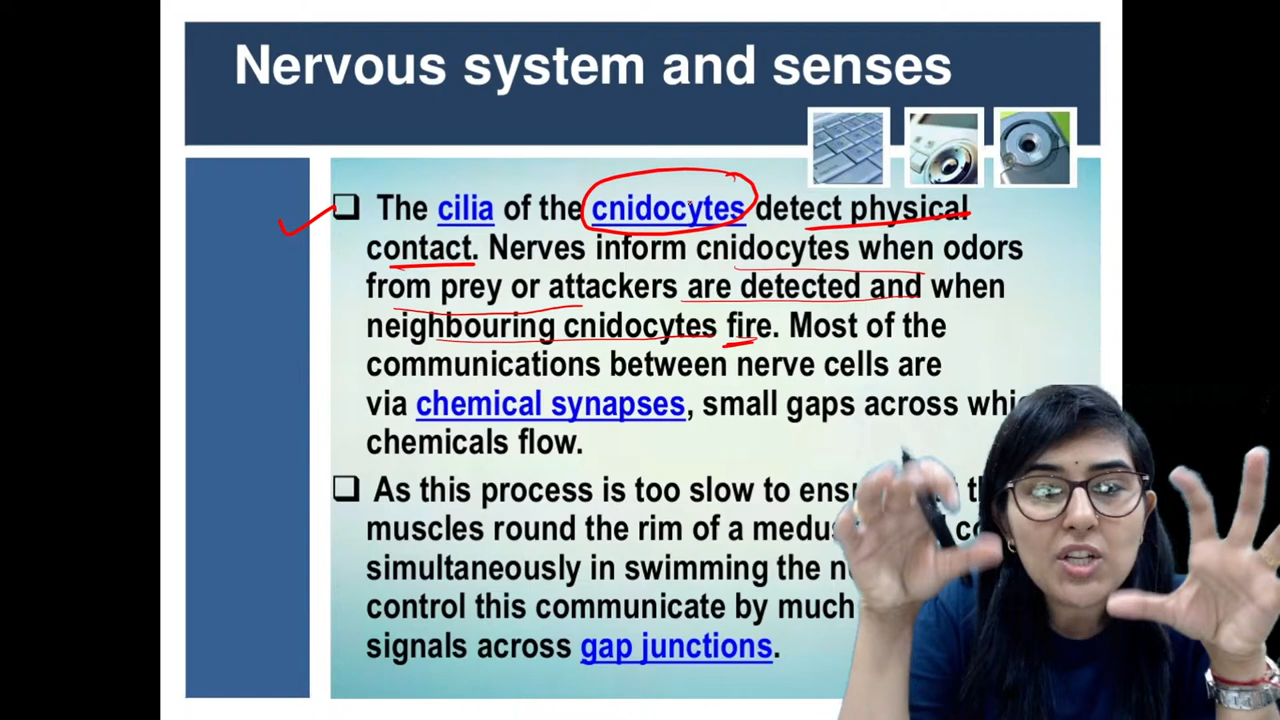 Nervous system and senses
The cilia of the cnidocytes detect physical
contact. Nerves inform cnidocytes when odors
from prey or attackers are detected and when
neighbouring cnidocytes fire. Most of the
communications between nerve cells are
via chemical synapses, small gaps across
chemicals flow.
As this process is too slow to
muscles round the rim of a
simultaneously in swimming the
control this communicate by much
signals across gap junctions.